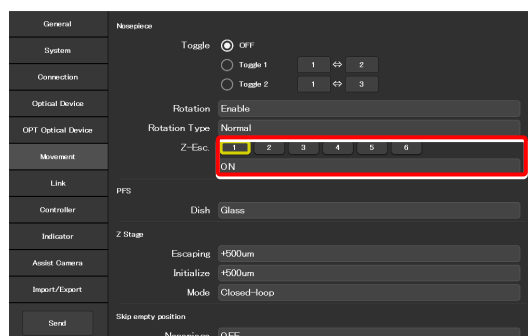 General
System
Connection
Optical Device
OPT Optical Device
Movement
Link
Controller
Indicator
Assist Camera
Import/Export
Send
Nosepiece
Toggle OFF
Toggle 1 1 ⇔ 2
Toggle 2 1 ⇔ 3
Rotation Enable
Rotation Type Normal
Z-Esc. 1 2 3 4 5 6
ON
PFS
Dish Glass
Z Stage
Escaping +500um
Initialize +500um
Mode Closed-loop
Skip empty position
Nosepiece OFF